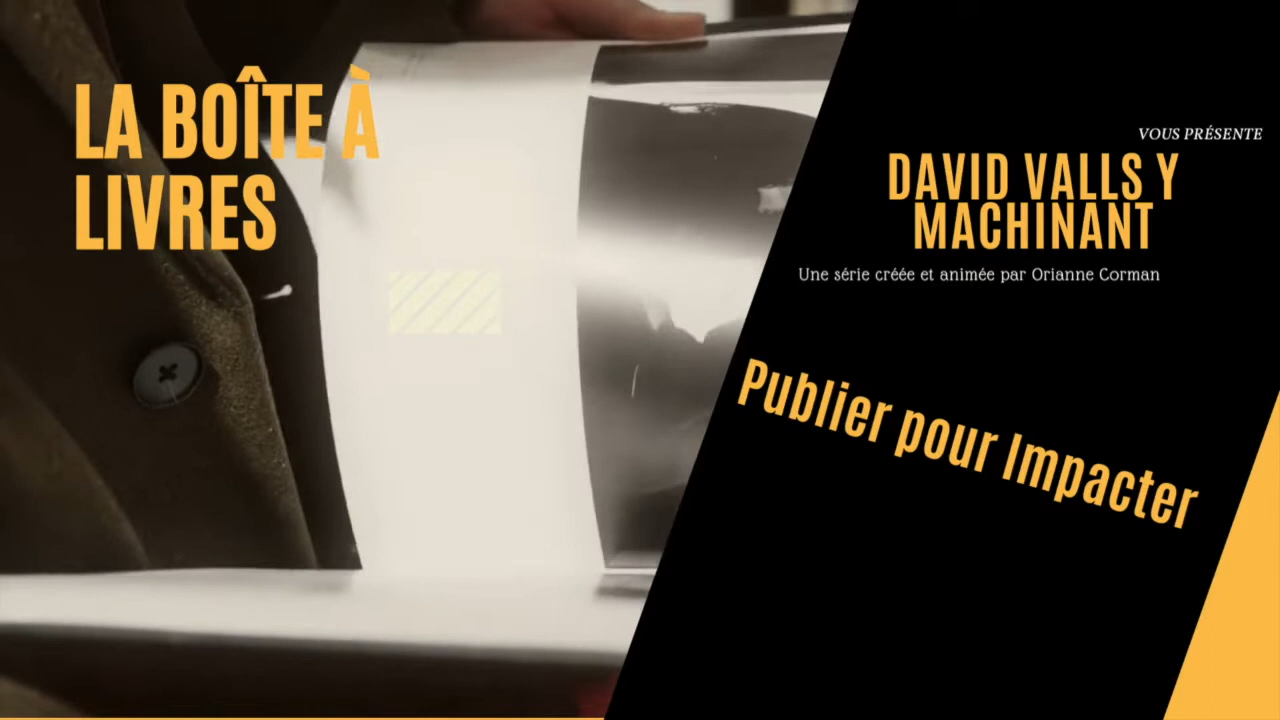 LA BOÎTE À
LIVRES
VOUS PRÉSENTE
DAVID VALLS Y
MACHINANT
Une série créée et animée par Orianne Corman
Publier pour Impacter